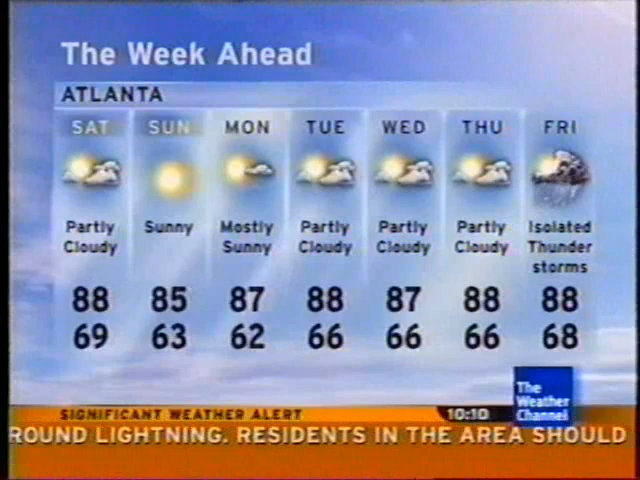 The Week Ahead
ATLANTA
SAT SUN MON TUE WED THU FRI
Partly Cloudy
Sunny
Mostly Sunny
Partly Cloudy
Partly Cloudy
Partly Cloudy
Isolated Thunder storms
88 85 87 88 87 88 88
69 63 62 66 66 66 68
The Weather Channel
SIGNIFICANT WEATHER ALERT 10:10
ROUND LIGHTNING. RESIDENTS IN THE AREA SHOULD